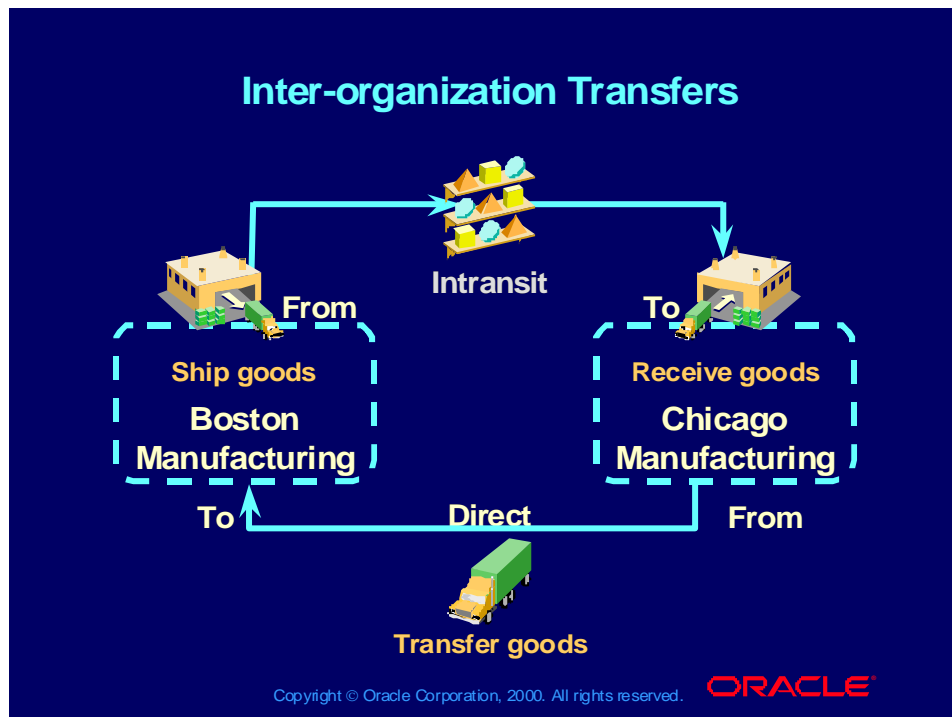 Inter-organization Transfers
Intransit
From
To
Ship goods
Receive goods
Boston
Manufacturing
Chicago
Manufacturing
To
Direct
From
Transfer goods
Copyright © Oracle Corporation, 2000. All rights reserved.
ORACLE®